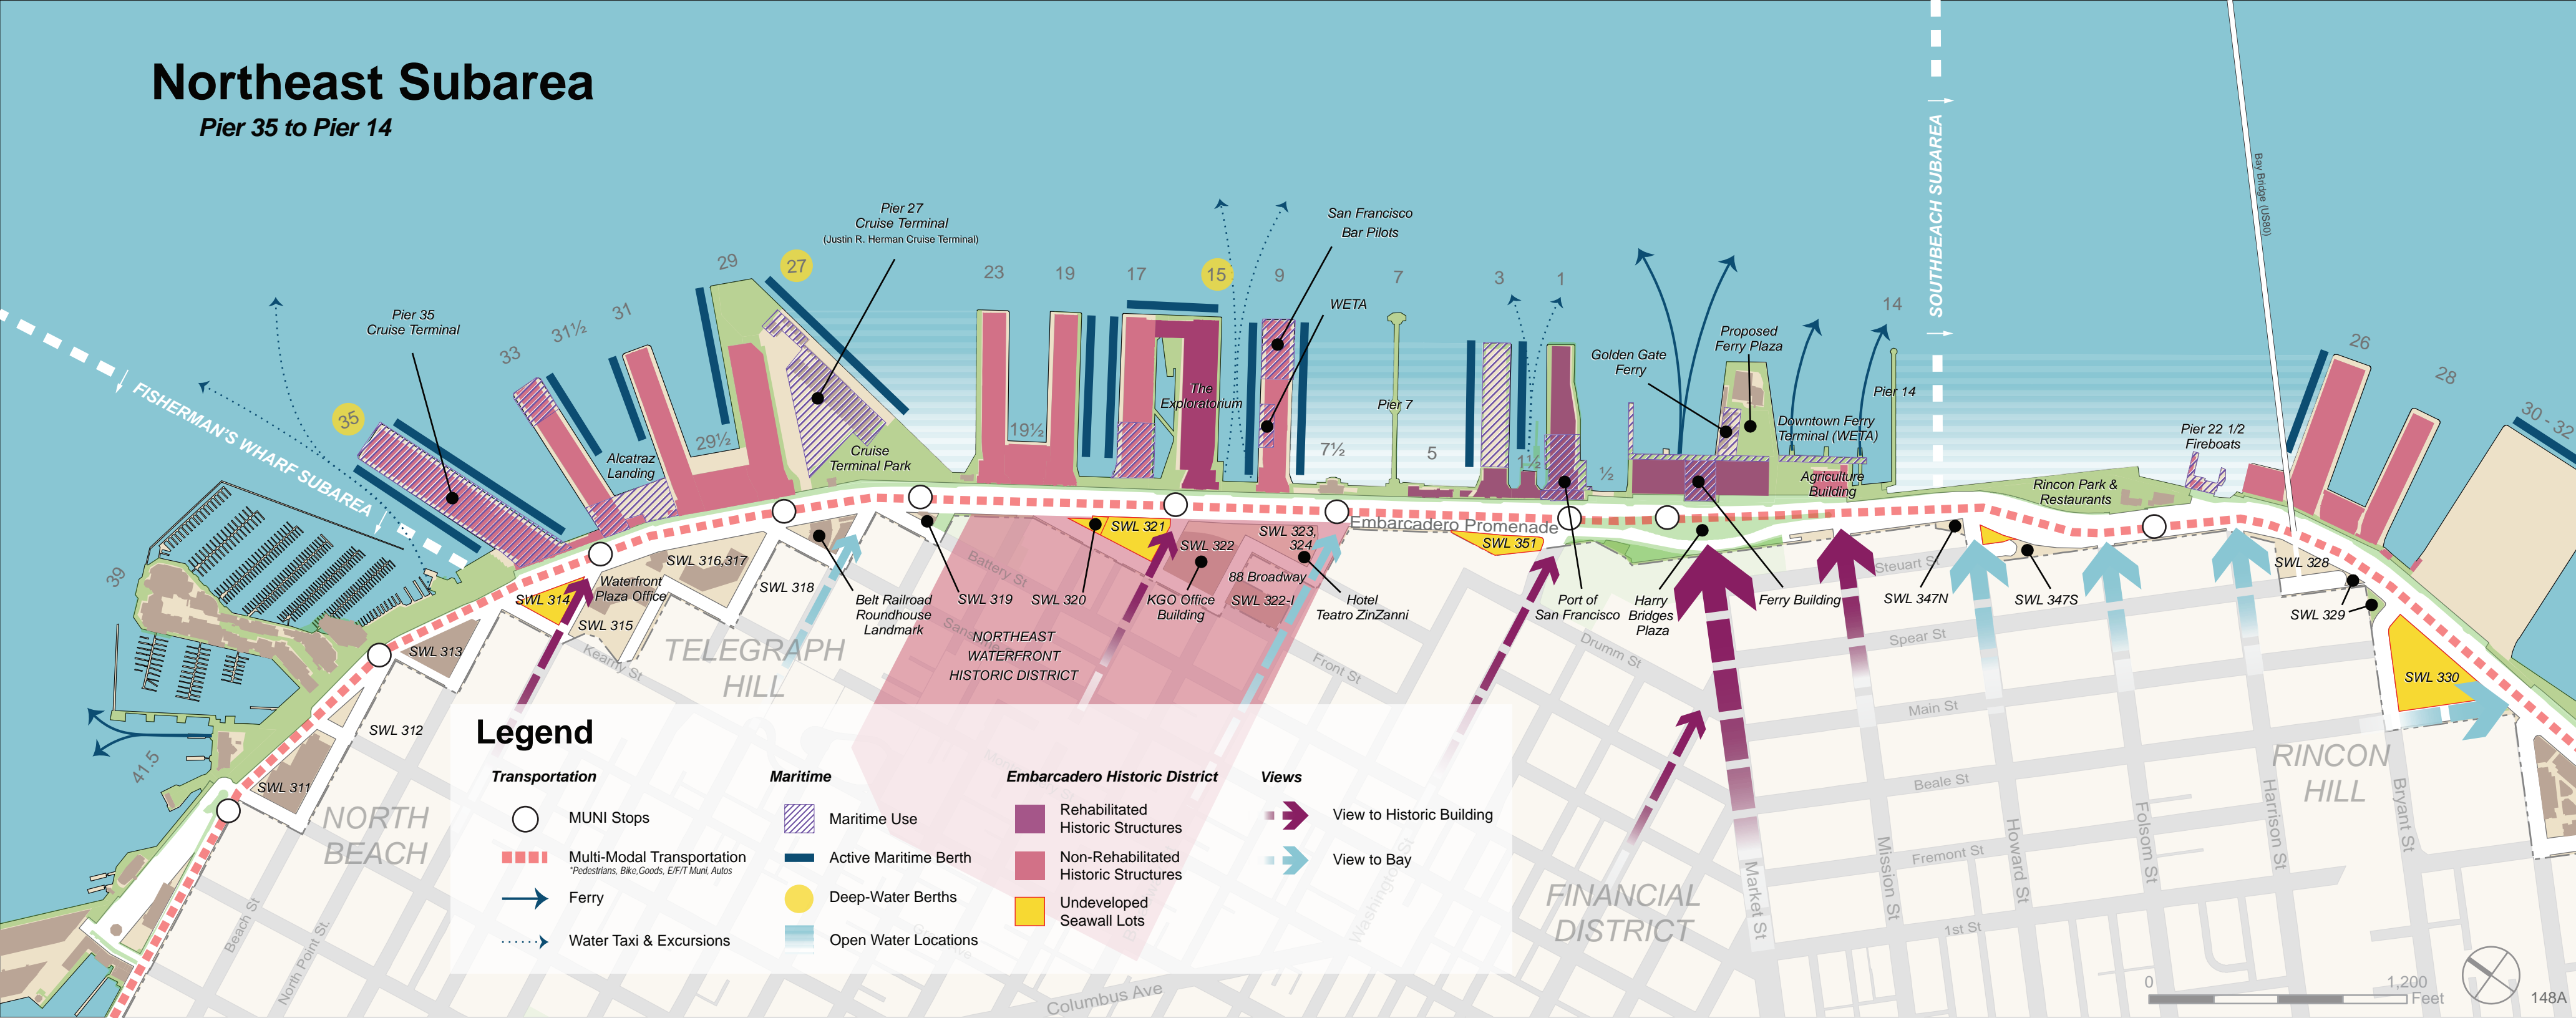 Northeast Subarea
Pier 35 to Pier 14
FISHERMAN'S WHARF SUBAREA
SOUTHBEACH SUBAREA
Bay Bridge (US80)
39
41.5
35
33
31½
31
29½
29
27
23
19½
19
17
15
9
7½
7
5
3
1½
1
½
14
26
28
30 - 32
Pier 35
Cruise Terminal
Alcatraz
Landing
Pier 27
Cruise Terminal
(Justin R. Herman Cruise Terminal)
Cruise
Terminal Park
The
Exploratorium
San Francisco
Bar Pilots
WETA
Pier 7
Golden Gate
Ferry
Proposed
Ferry Plaza
Downtown Ferry
Terminal (WETA)
Agriculture
Building
Pier 14
Rincon Park &
Restaurants
Pier 22 1/2
Fireboats
Embarcadero Promenade
SWL 311
SWL 312
SWL 313
SWL 314
Waterfront
Plaza Office
SWL 315
SWL 316,317
SWL 318
Belt Railroad
Roundhouse
Landmark
SWL 319
SWL 320
SWL 321
SWL 322
KGO Office
Building
SWL 323,
324
88 Broadway
SWL 322-I
Hotel
Teatro ZinZanni
SWL 351
Port of
San Francisco
Harry
Bridges
Plaza
Ferry Building
SWL 347N
SWL 347S
SWL 328
SWL 329
SWL 330
NORTHEAST
WATERFRONT
HISTORIC DISTRICT
NORTH
BEACH
TELEGRAPH
HILL
FINANCIAL
DISTRICT
RINCON
HILL
Beach St
North Point St.
Kearny St
Battery St
Front St
Drumm St
Washington St
Columbus Ave
Market St
Mission St
Howard St
Folsom St
Harrison St
Bryant St
Steuart St
Spear St
Main St
Beale St
Fremont St
1st St
Legend
Transportation
MUNI Stops
Multi-Modal Transportation
*Pedestrians, Bike,Goods, E/F/T Muni, Autos
Ferry
Water Taxi & Excursions
Maritime
Maritime Use
Active Maritime Berth
Deep-Water Berths
Open Water Locations
Embarcadero Historic District
Rehabilitated
Historic Structures
Non-Rehabilitated
Historic Structures
Undeveloped
Seawall Lots
Views
View to Historic Building
View to Bay
0
1,200
Feet
148A